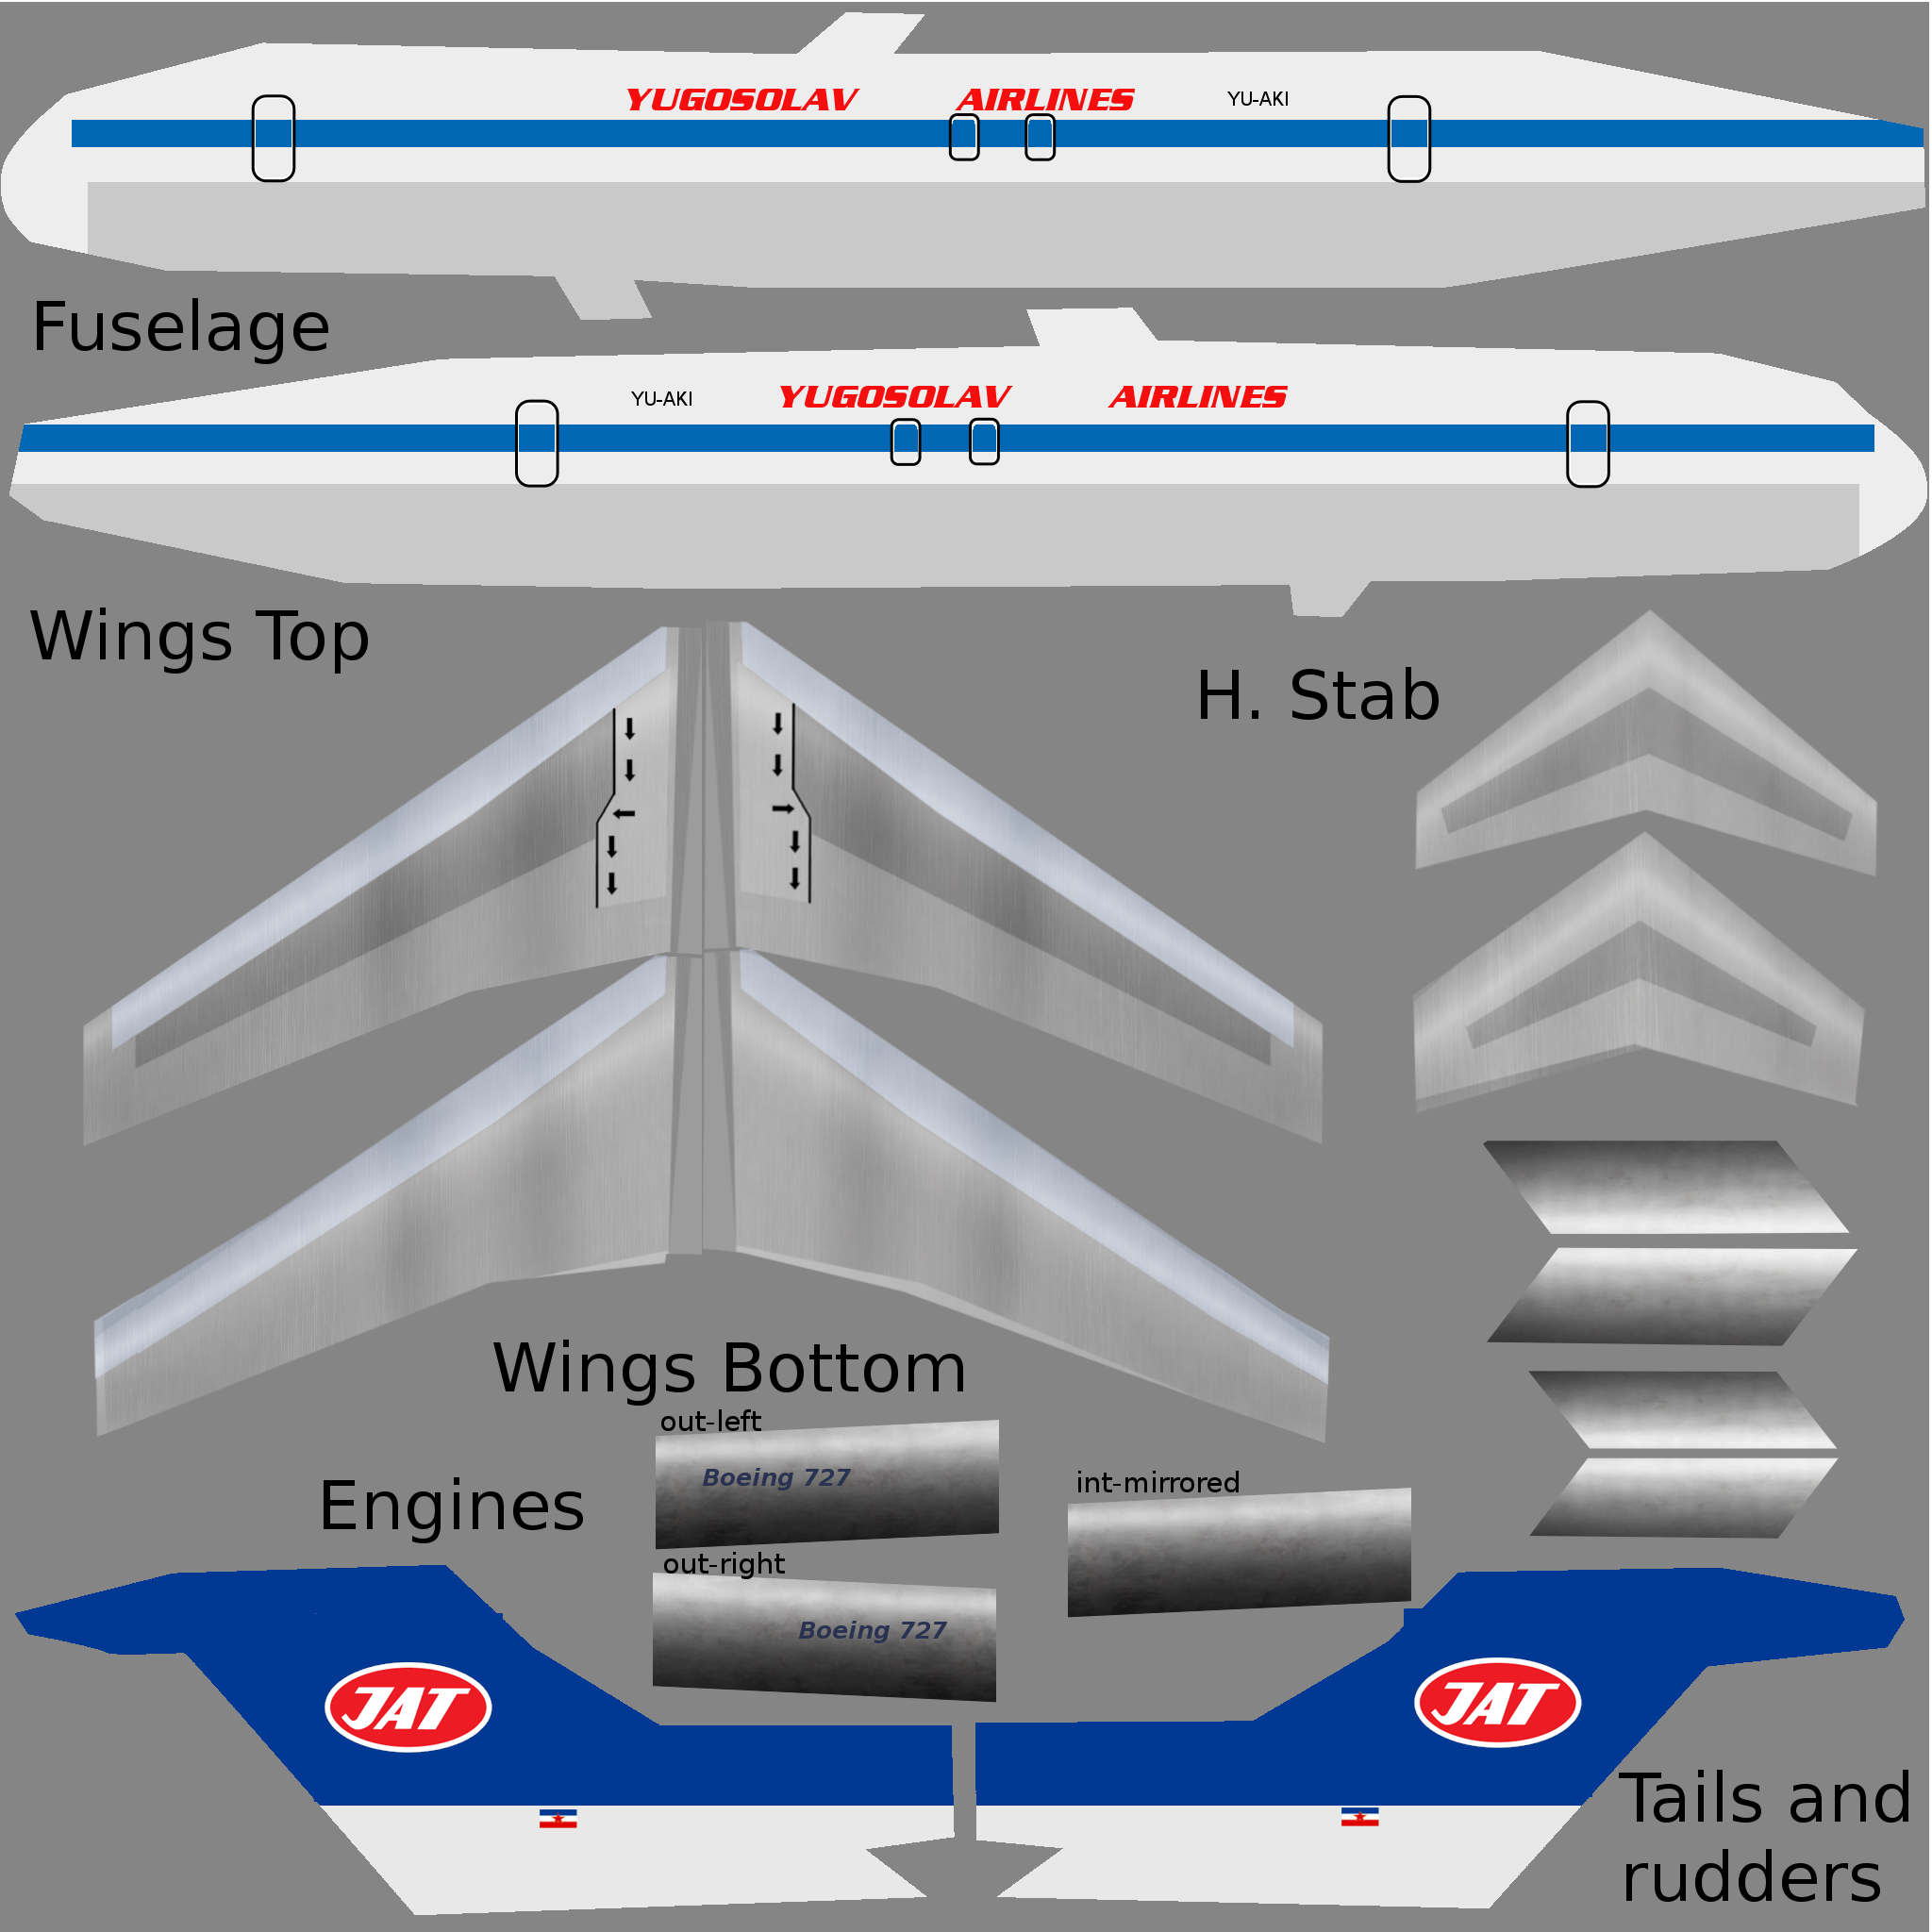 YUGOSOLAV AIRLINES YU-AKI
Fuselage
YU-AKI YUGOSOLAV AIRLINES
Wings Top
H. Stab
Wings Bottom
out-left
Boeing 727
Engines
int-mirrored
out-right
Boeing 727
JAT
JAT
Tails and
rudders